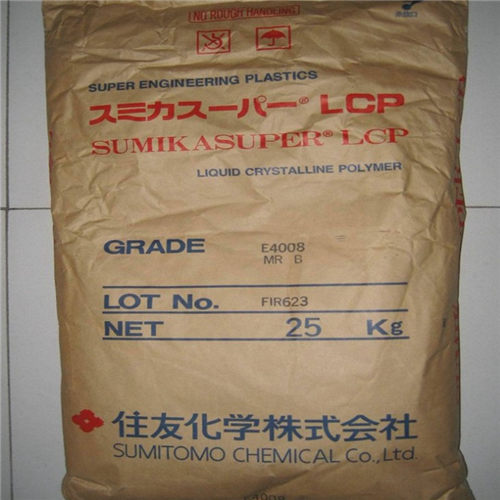 [NO ROUGH HANDLING]
SUPER ENGINEERING PLASTICS
スミカスーパー® LCP
SUMIKASUPER® LCP
LIQUID CRYSTALLINE POLYMER
GRADE E4008
MR B
LOT No. FIR623
NET 25 Kg
住友化学株式会社
SUMITOMO CHEMICAL Co., Ltd.
E4008